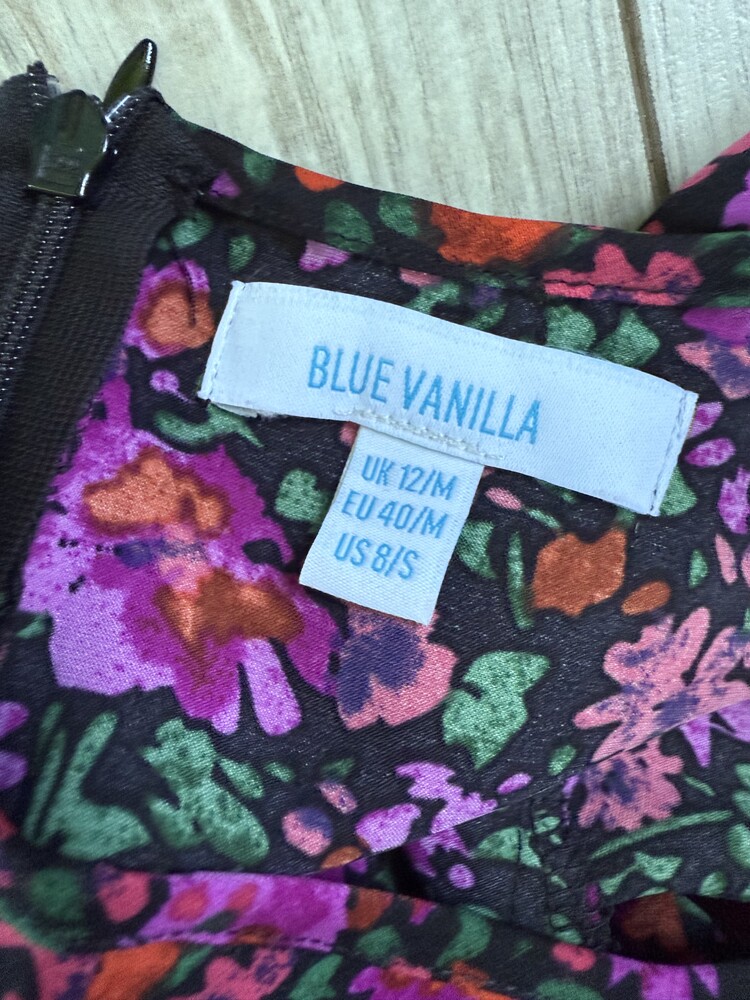 BLUE VANILLA
UK 12/M
EU 40/M
US 8/S